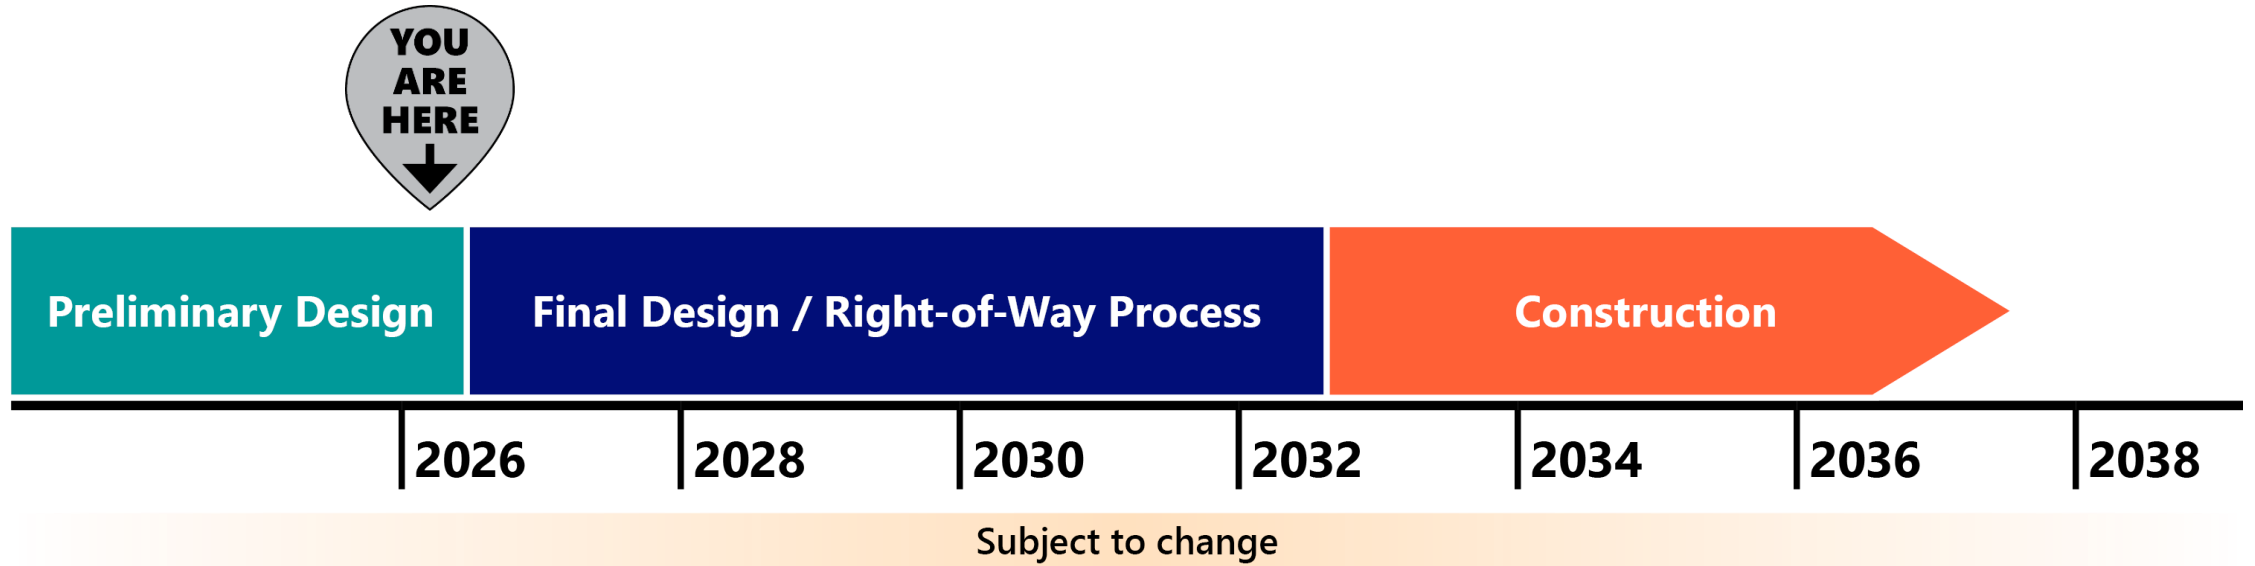 YOU
ARE
HERE
Preliminary Design
Final Design / Right-of-Way Process
Construction
2026
2028
2030
2032
2034
2036
2038
Subject to change